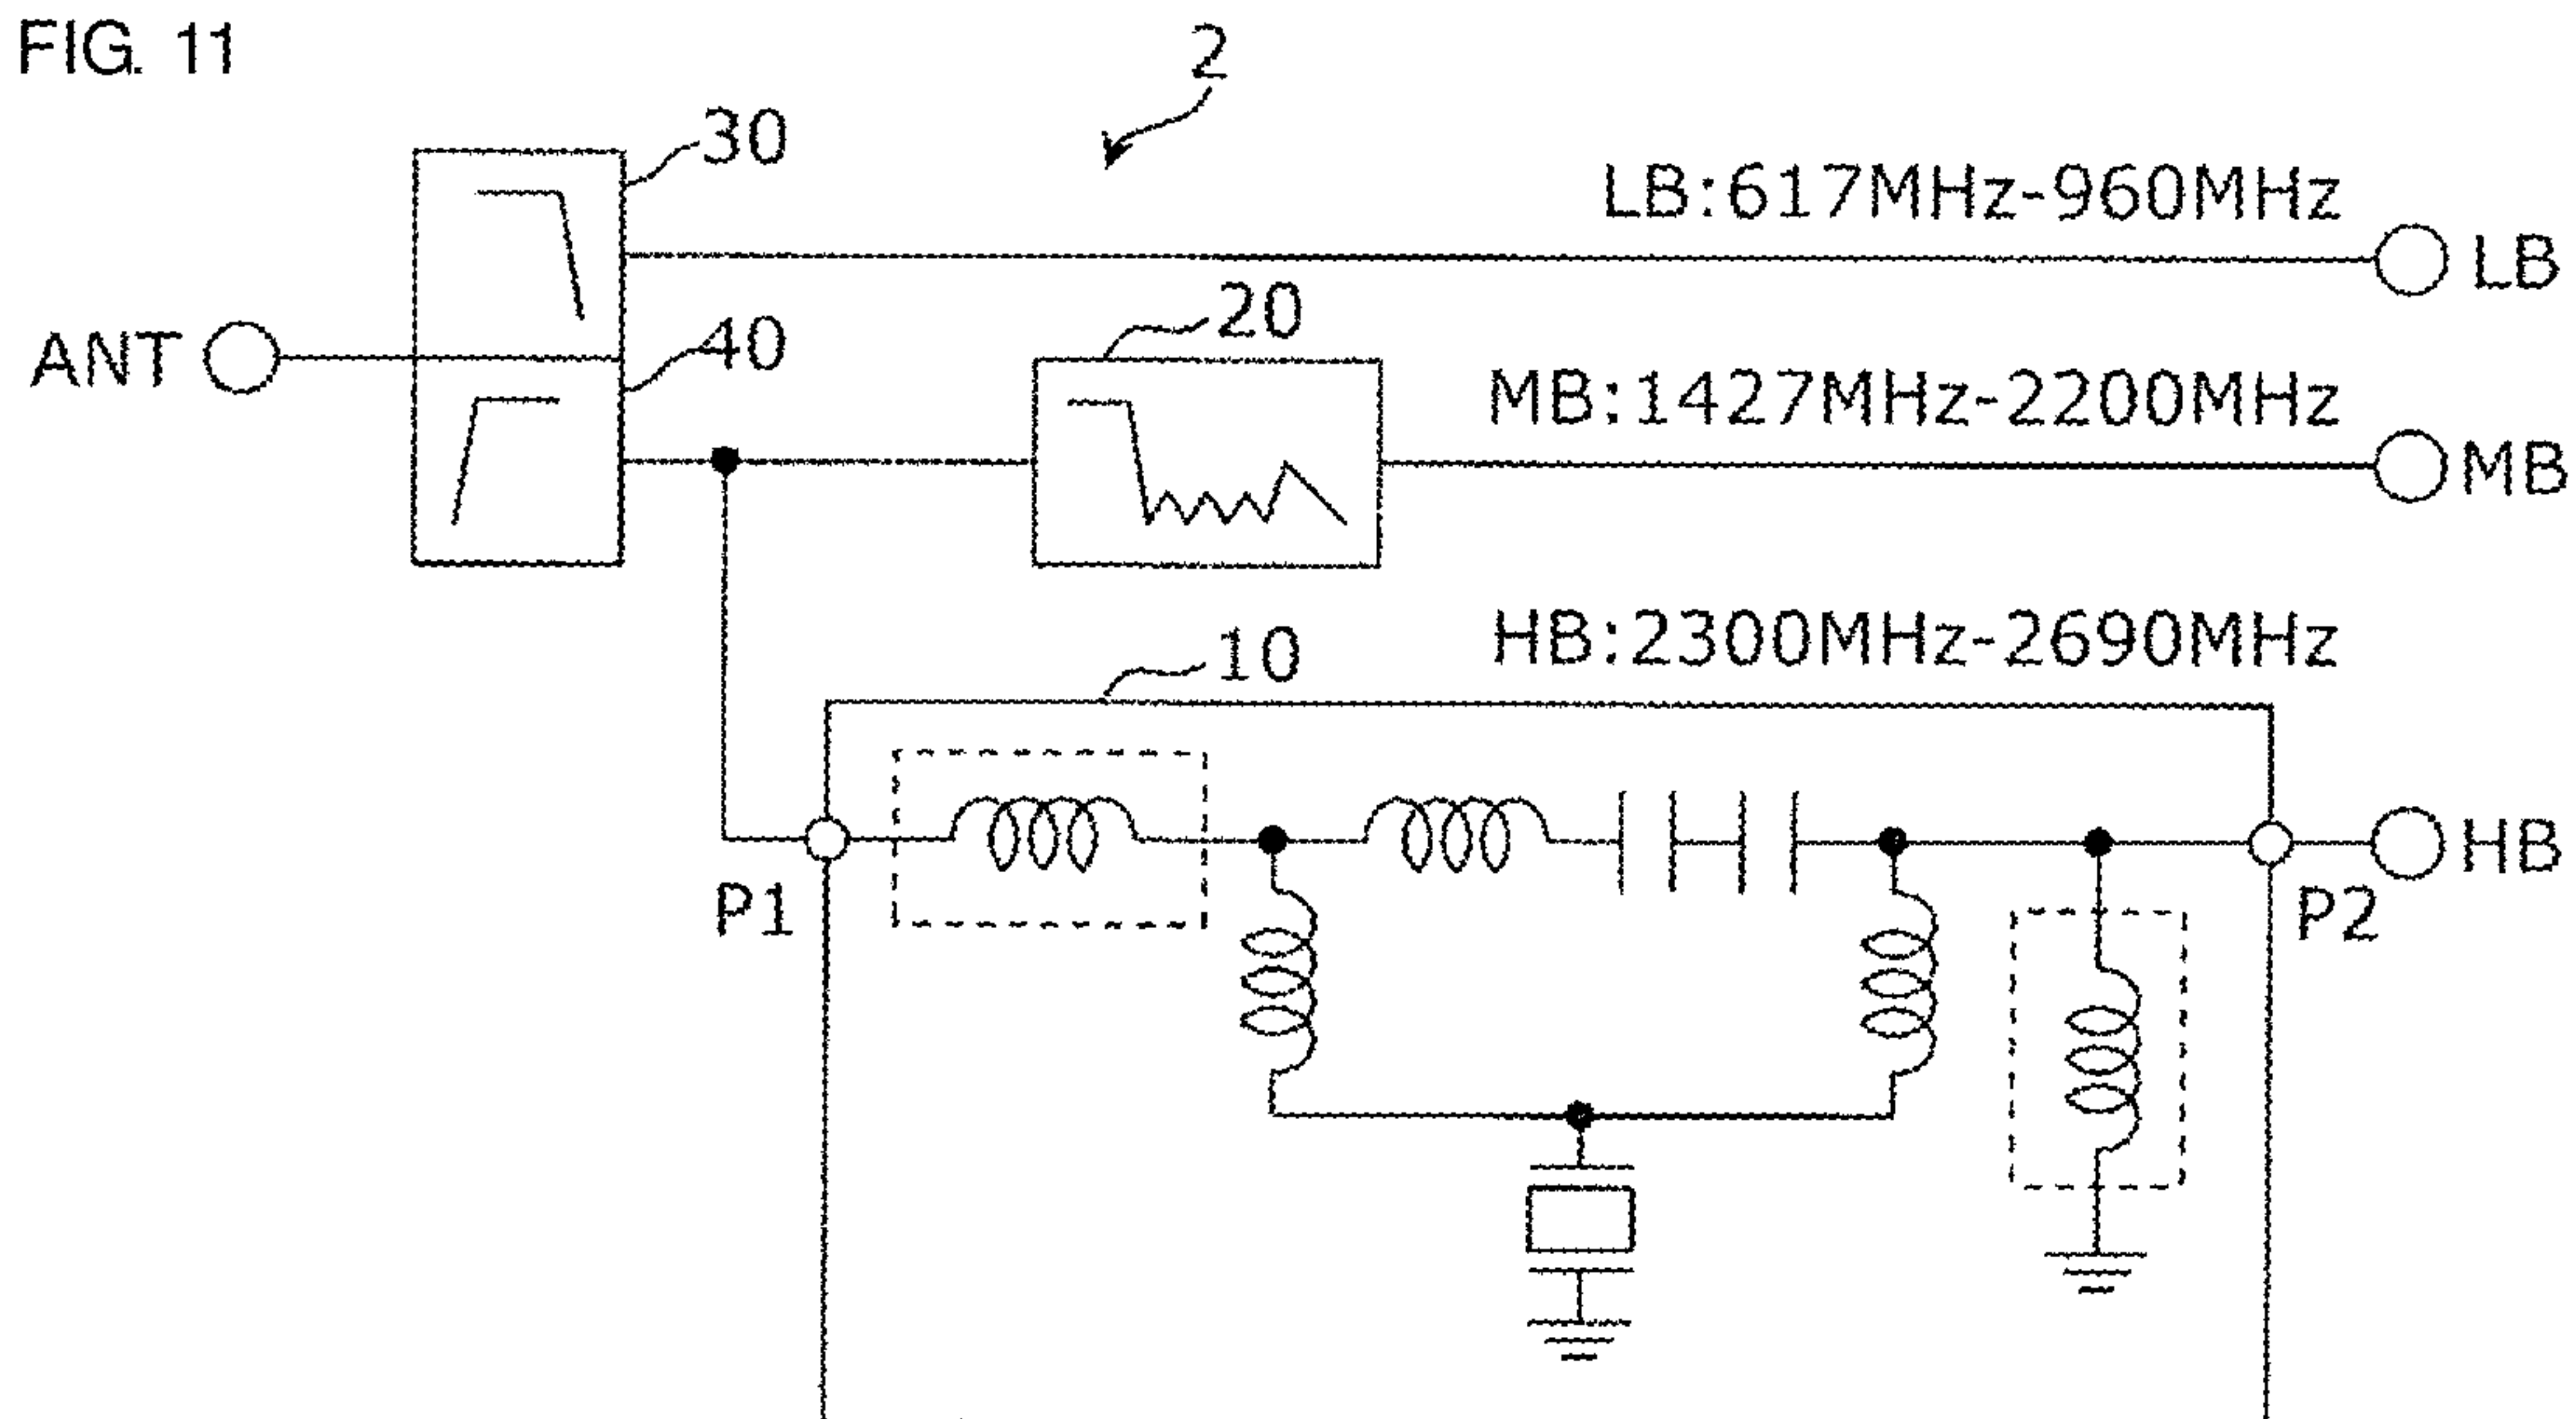 FIG. 11
2
30
LB:617MHz-960MHz
LB
ANT
40
20
MB:1427MHz-2200MHz
MB
10
HB:2300MHz-2690MHz
HB
P1
P2